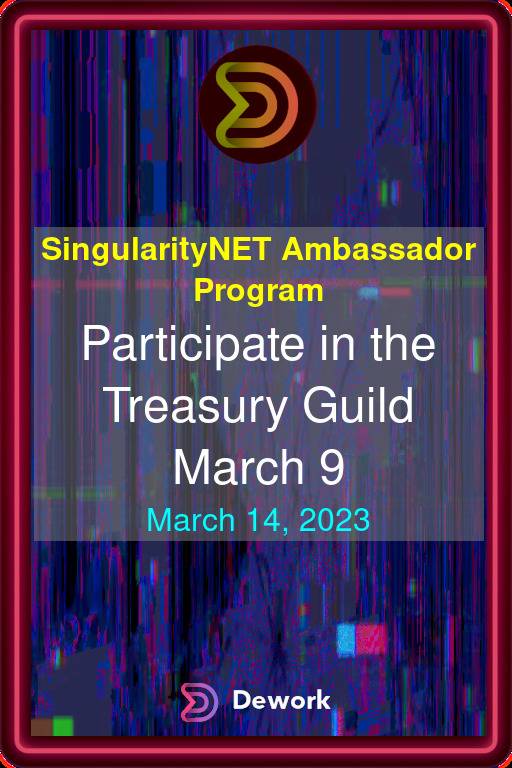 SingularityNET Ambassador
Program
Participate in the
Treasury Guild
March 9
March 14, 2023
Dework